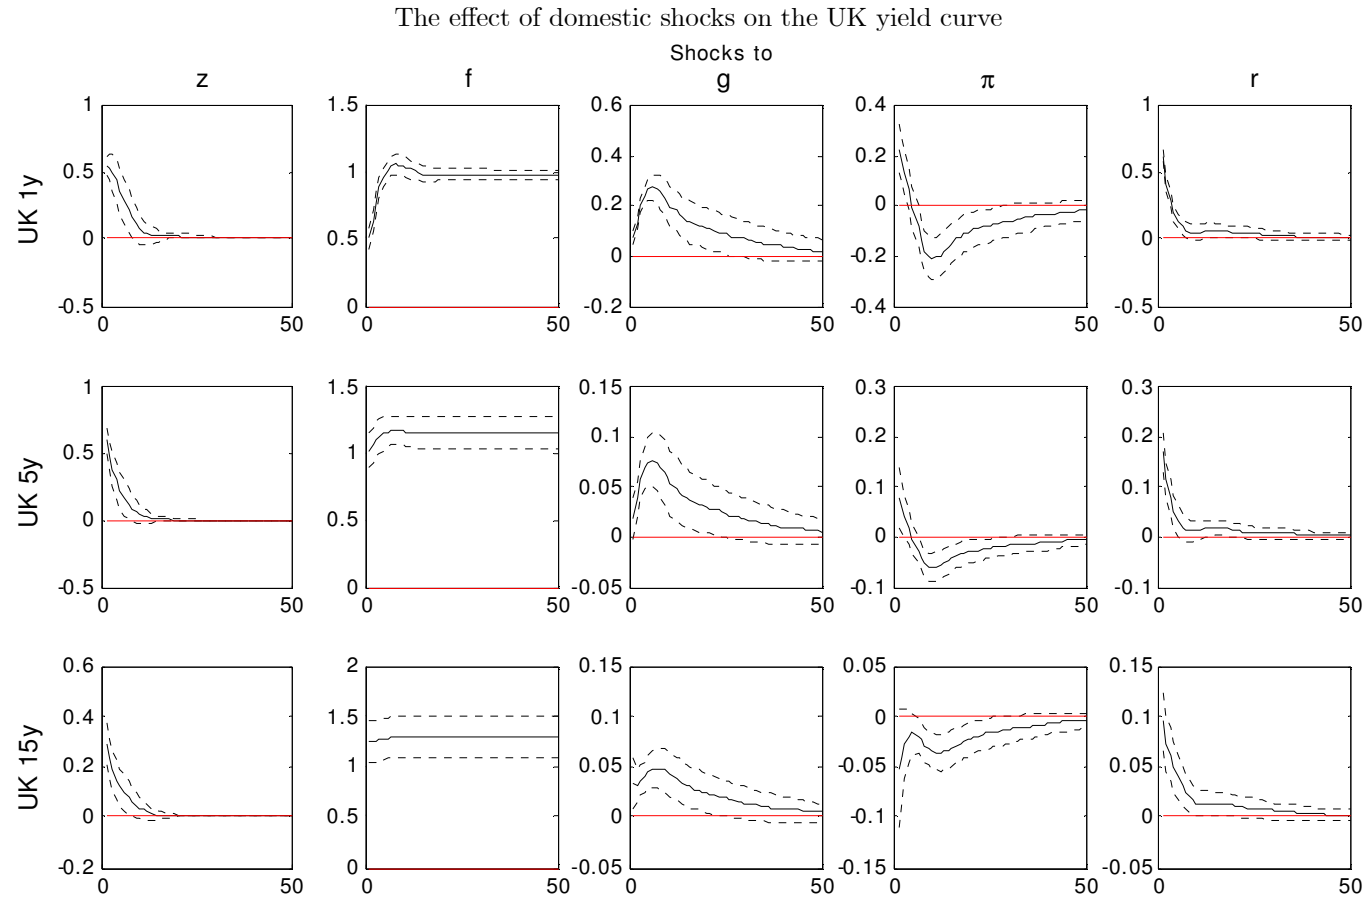 The effect of domestic shocks on the UK yield curve
Shocks to
z f g π r
1 1.5 0.6 0.4 1
0.5 1 0.4 0.2 0.5
0 0.5 0.2 0 0
-0.5 0 0 -0.2 -0.5
-0.2 -0.4
UK 1y
0 50 0 50 0 50 0 50 0 50
1 1.5 0.15 0.3 0.3
0.5 1 0.1 0.2 0.2
0 0.5 0.05 0.1 0.1
-0.5 0 0 0 0
-0.05 -0.1 -0.1
UK 5y
0 50 0 50 0 50 0 50 0 50
0.6 2 0.15 0.05 0.15
0.4 1.5 0.1 0 0.1
0.2 1 0.05 -0.05 0.05
0 0.5 0 -0.1 0
-0.2 0 -0.05 -0.15 -0.05
UK 15y
0 50 0 50 0 50 0 50 0 50